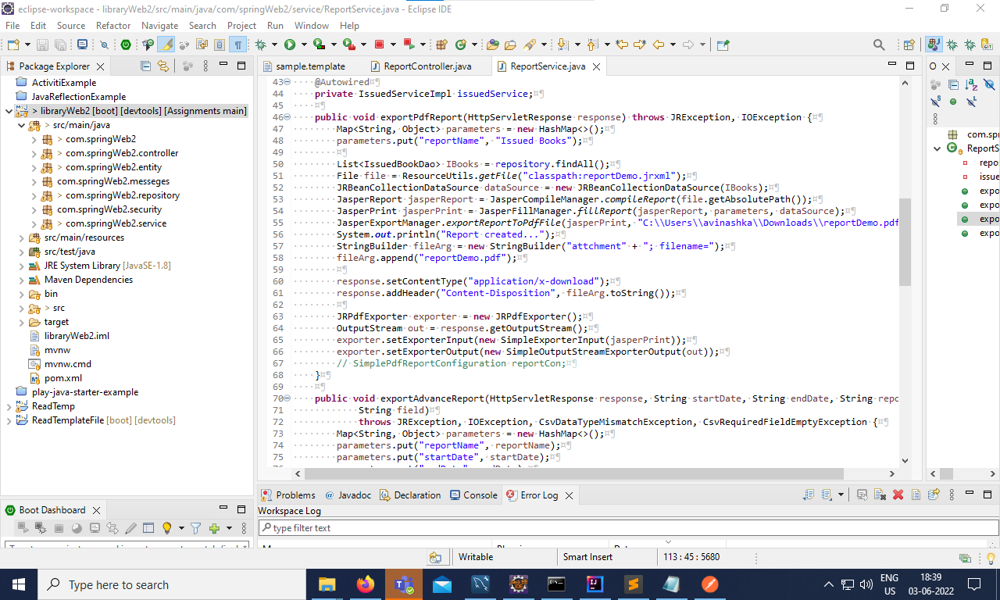 eclipse-workspace - libraryWeb2/src/main/java/com/springWeb2/service/ReportService.java - Eclipse IDE
File Edit Source Refactor Navigate Search Project Run Window Help
Package Explorer
ActivitiExample
JavaReflectionExample
> libraryWeb2 [boot] [devtools] [Assignments main]
> src/main/java
> com.springWeb2
> com.springWeb2.controller
> com.springWeb2.entity
com.springWeb2.messeges
> com.springWeb2.repository
com.springWeb2.security
> com.springWeb2.service
src/main/resources
src/test/java
JRE System Library [JavaSE-1.8]
Maven Dependencies
bin
> src
target
libraryWeb2.iml
mvnw
mvnw.cmd
pom.xml
play-java-starter-example
ReadTemp
ReadTemplateFile [boot] [devtools]
Boot Dashboard
sample.template ReportController.java ReportService.java
43 ····@Autowired¤¶
44 ····private·IssuedServiceImpl·issuedService;¤¶
45 ····¤¶
46 ····public·void·exportPdfReport(HttpServletResponse·response)·throws·JRException,·IOException·{¤¶
47 ········Map<String,·Object>·parameters·=·new·HashMap<>();¤¶
48 ········parameters.put("reportName",·"Issued·Books");¤¶
49 ········¤¶
50 ········List<IssuedBookDao>·IBooks·=·repository.findAll();¤¶
51 ········File·file·=·ResourceUtils.getFile("classpath:reportDemo.jrxml");¤¶
52 ········JRBeanCollectionDataSource·dataSource·=·new·JRBeanCollectionDataSource(IBooks);¤¶
53 ········JasperReport·jasperReport·=·JasperCompileManager.compileReport(file.getAbsolutePath());¤¶
54 ········JasperPrint·jasperPrint·=·JasperFillManager.fillReport(jasperReport,·parameters,·dataSource);¤¶
55 ········JasperExportManager.exportReportToPdfFile(jasperPrint,·"C:\\Users\\avinashka\\Downloads\\reportDemo.pdf
56 ········System.out.println("Report·created...");¤¶
57 ········StringBuilder·fileArg·=·new·StringBuilder("attchment"·+·";·filename=");¤¶
58 ········fileArg.append("reportDemo.pdf");¤¶
59 ········¤¶
60 ········response.setContentType("application/x-download");¤¶
61 ········response.addHeader("Content-Disposition",·fileArg.toString());¤¶
62 ········¤¶
63 ········JRPdfExporter·exporter·=·new·JRPdfExporter();¤¶
64 ········OutputStream·out·=·response.getOutputStream();¤¶
65 ········exporter.setExporterInput(new·SimpleExporterInput(jasperPrint));¤¶
66 ········exporter.setExporterOutput(new·SimpleOutputStreamExporterOutput(out));¤¶
67 ········//·SimplePdfReportConfiguration·reportCon;¤¶
68 ····}¤¶
69 ····¤¶
70 ····public·void·exportAdvanceReport(HttpServletResponse·response,·String·startDate,·String·endDate,·String·repo
71 ············String·field)¤¶
72 ············throws·JRException,·IOException,·CsvDataTypeMismatchException,·CsvRequiredFieldEmptyException·{¤¶
73 ········Map<String,·Object>·parameters·=·new·HashMap<>();¤¶
74 ········parameters.put("reportName",·reportName);¤¶
75 ········parameters.put("startDate",·startDate);¤¶
O
com.spr
ReportS
repo
issue
expo
expo
expo
expo
Problems Javadoc Declaration Console Error Log
Workspace Log
type filter text
Writable Smart Insert 113 : 45 : 5680
Type here to search
ENG
US
18:39
03-06-2022